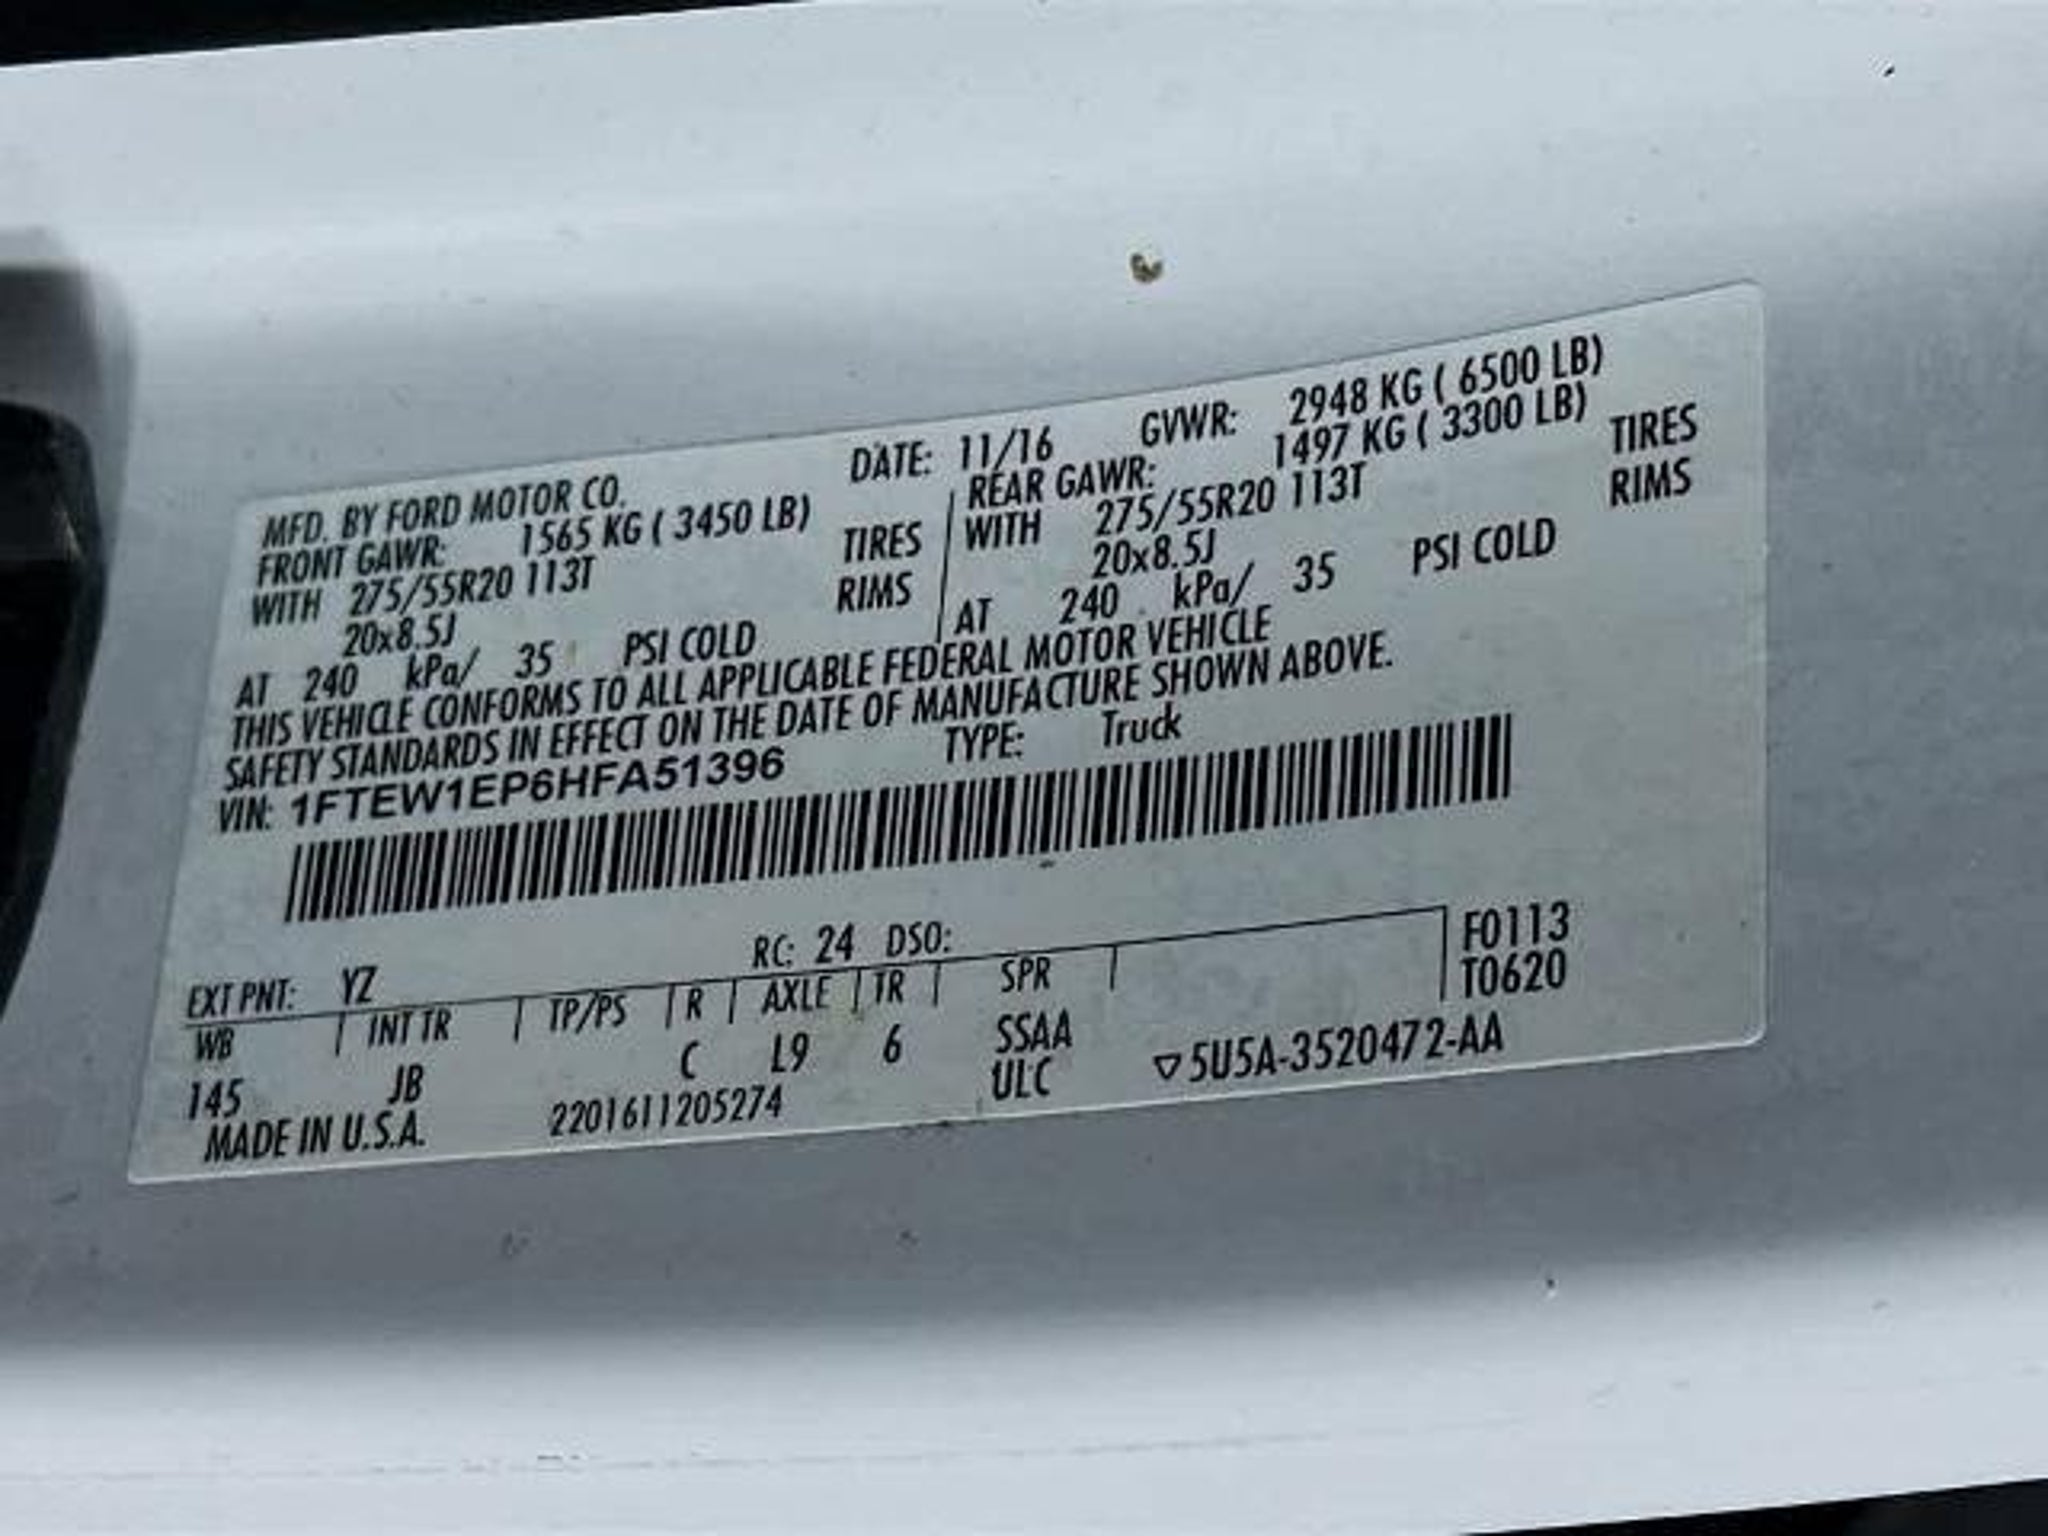 MFD. BY FORD MOTOR CO. DATE: 11/16 GVWR: 2948 KG ( 6500 LB)
FRONT GAWR: 1565 KG ( 3450 LB) REAR GAWR: 1497 KG ( 3300 LB)
WITH 275/55R20 113T TIRES WITH 275/55R20 113T TIRES
20x8.5J RIMS 20x8.5J RIMS
AT 240 kPa/ 35 PSI COLD AT 240 kPa/ 35 PSI COLD
THIS VEHICLE CONFORMS TO ALL APPLICABLE FEDERAL MOTOR VEHICLE
SAFETY STANDARDS IN EFFECT ON THE DATE OF MANUFACTURE SHOWN ABOVE.
VIN: 1FTEW1EP6HFA51396 TYPE: Truck
EXT PNT: YZ RC: 24 DSO: F0113
WB INT TR TP/PS R AXLE TR SPR T0620
145 JB C L9 6 SSAA
ULC ▽5U5A-3520472-AA
MADE IN U.S.A. 2201611205274